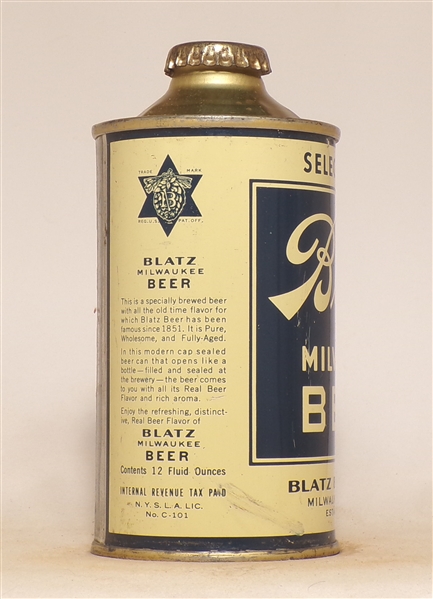 TRADE MARK
B
REG. U.S. PAT. OFF.
BLATZ
MILWAUKEE
BEER
This is a specially brewed beer
with all the old time flavor for
which Blatz Beer has been
famous since 1851. It is Pure,
Wholesome, and Fully-Aged.
In this modern cap sealed
beer can that opens like a
bottle—filled and sealed at
the brewery—the beer comes
to you with all its Real Beer
Flavor and rich aroma.
Enjoy the refreshing, distinct-
ive, Real Beer Flavor of
BLATZ
MILWAUKEE
BEER
Contents 12 Fluid Ounces
INTERNAL REVENUE TAX PAID
N.Y.S.L.A. LIC.
No. C-101
SELE
Bl
MIL
BE
BLATZ
MILWA
EST